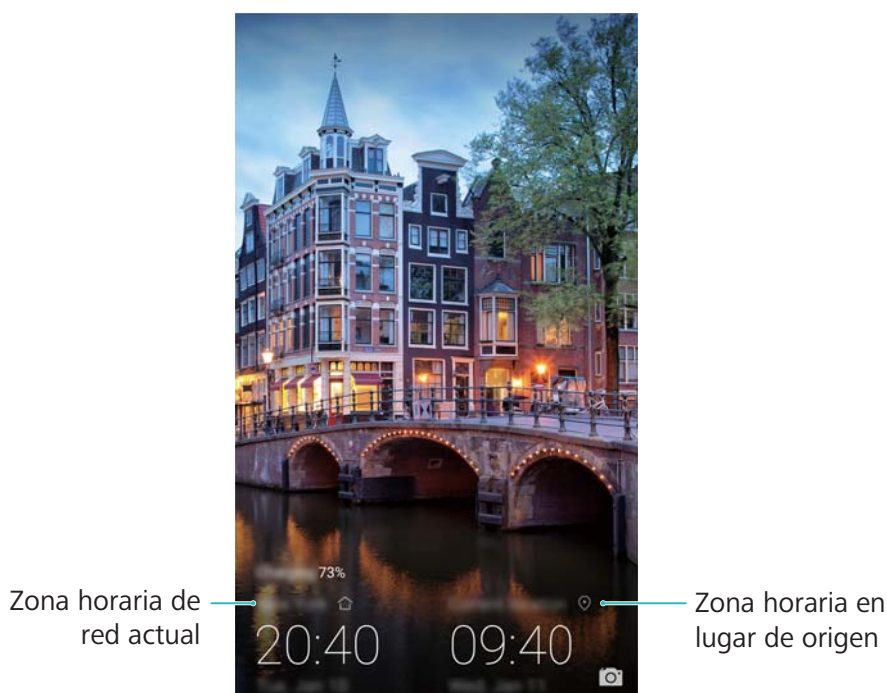 73%
Zona horaria de
red actual
Zona horaria en
lugar de origen
20:40
09:40